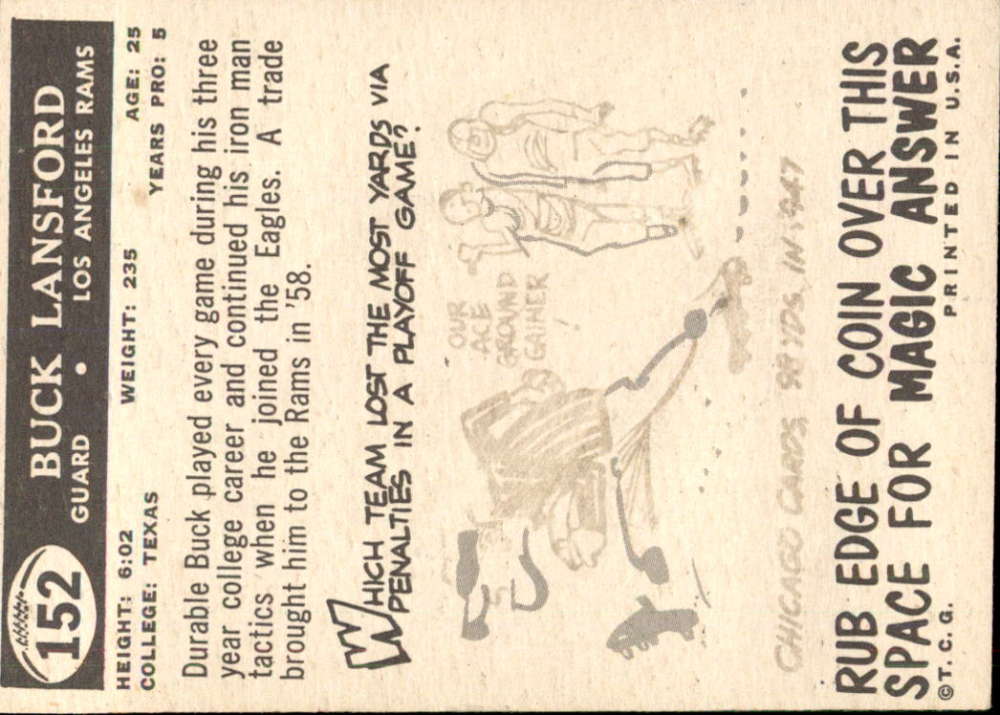 152
BUCK LANSFORD
GUARD • LOS ANGELES RAMS
HEIGHT: 6:02 WEIGHT: 235 AGE: 25
COLLEGE: TEXAS YEARS PRO: 5
Durable Buck played every game during his three
year college career and continued his iron man
tactics when he joined the Eagles. A trade
brought him to the Rams in '58.
WHICH TEAM LOST THE MOST YARDS VIA
PENALTIES IN A PLAYOFF GAME?
OUR
ACE
GROUND
GAINER
!
CHICAGO CARDS YDS. IN 1947
RUB EDGE OF COIN OVER THIS
SPACE FOR MAGIC ANSWER
©T. C. G. PRINTED IN U.S.A.